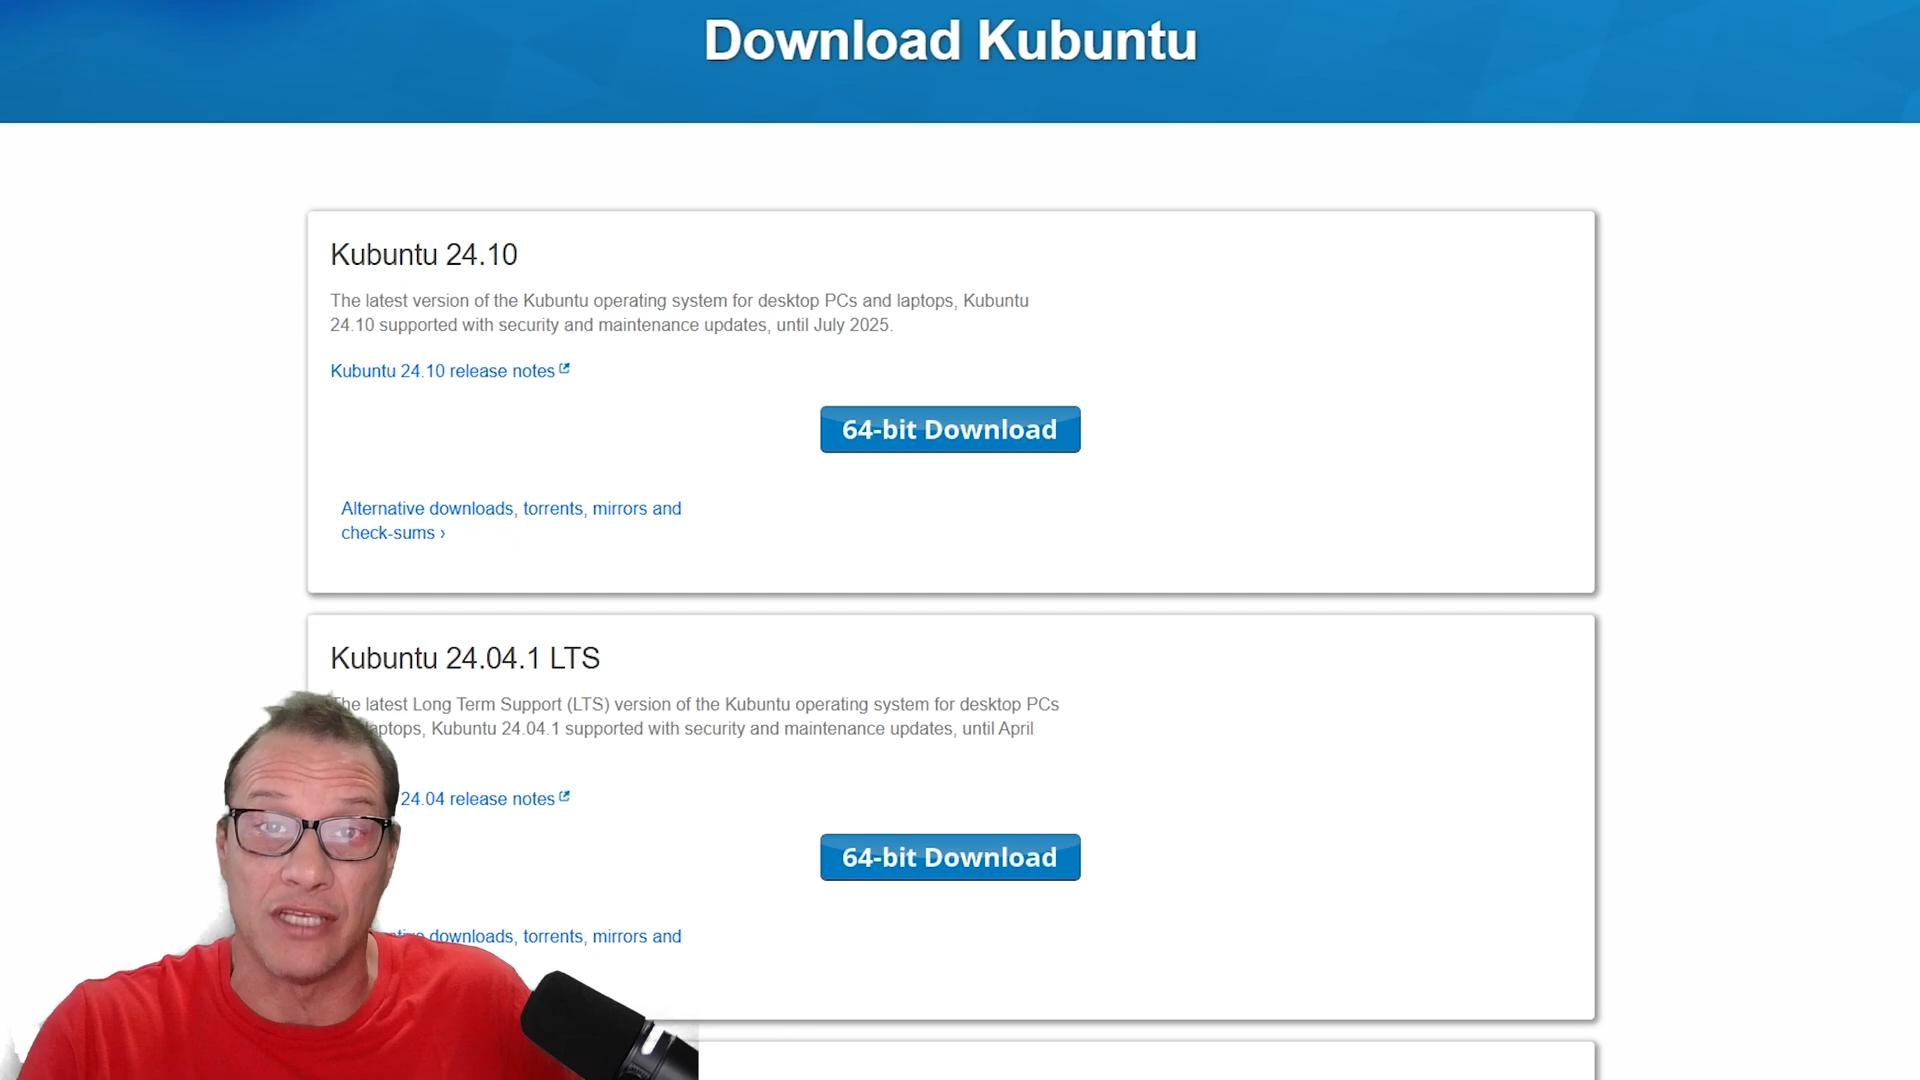 Download Kubuntu
Kubuntu 24.10
The latest version of the Kubuntu operating system for desktop PCs and laptops, Kubuntu
24.10 supported with security and maintenance updates, until July 2025.
Kubuntu 24.10 release notes
64-bit Download
Alternative downloads, torrents, mirrors and
check-sums ›
Kubuntu 24.04.1 LTS
The latest Long Term Support (LTS) version of the Kubuntu operating system for desktop PCs
laptops, Kubuntu 24.04.1 supported with security and maintenance updates, until April
24.04 release notes
64-bit Download
downloads, torrents, mirrors and